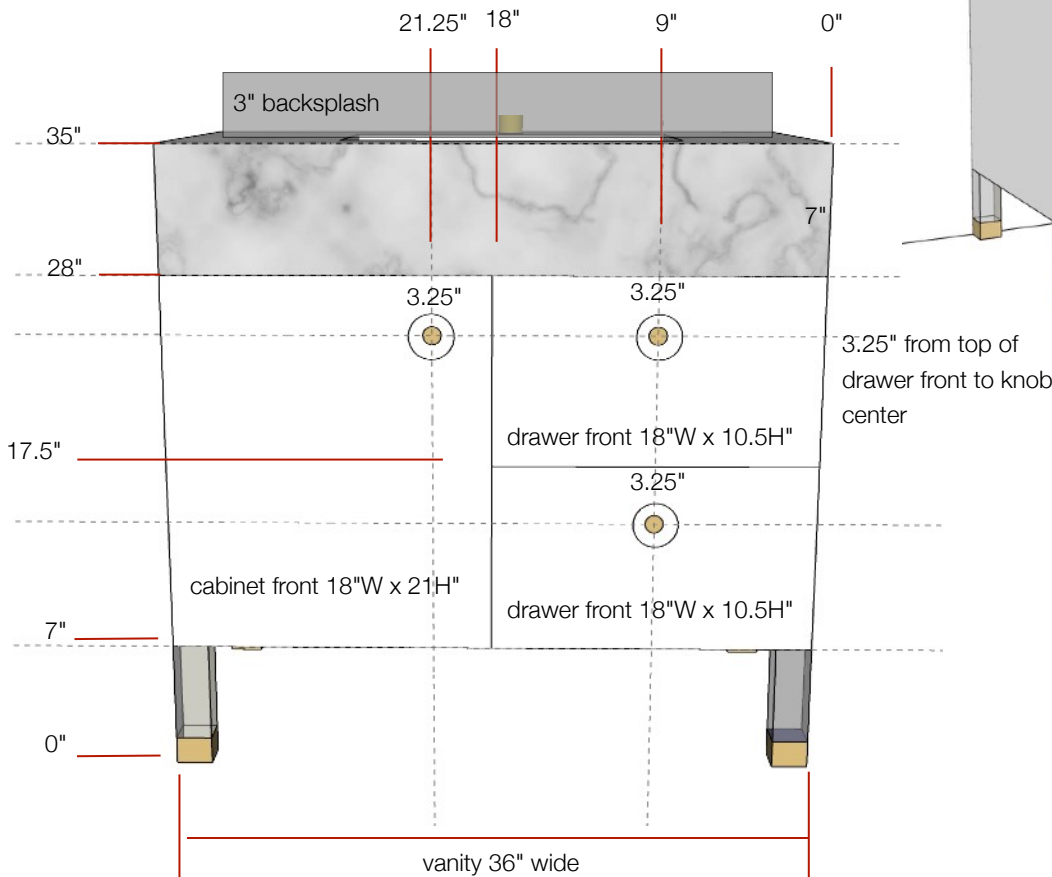 21.25" 18" 9" 0"
3" backsplash
35"
7"
28"
3.25" 3.25"
3.25" from top of
drawer front to knob
center
drawer front 18"W x 10.5H"
17.5"
3.25"
cabinet front 18"W x 21H"
drawer front 18"W x 10.5H"
7"
0"
vanity 36" wide